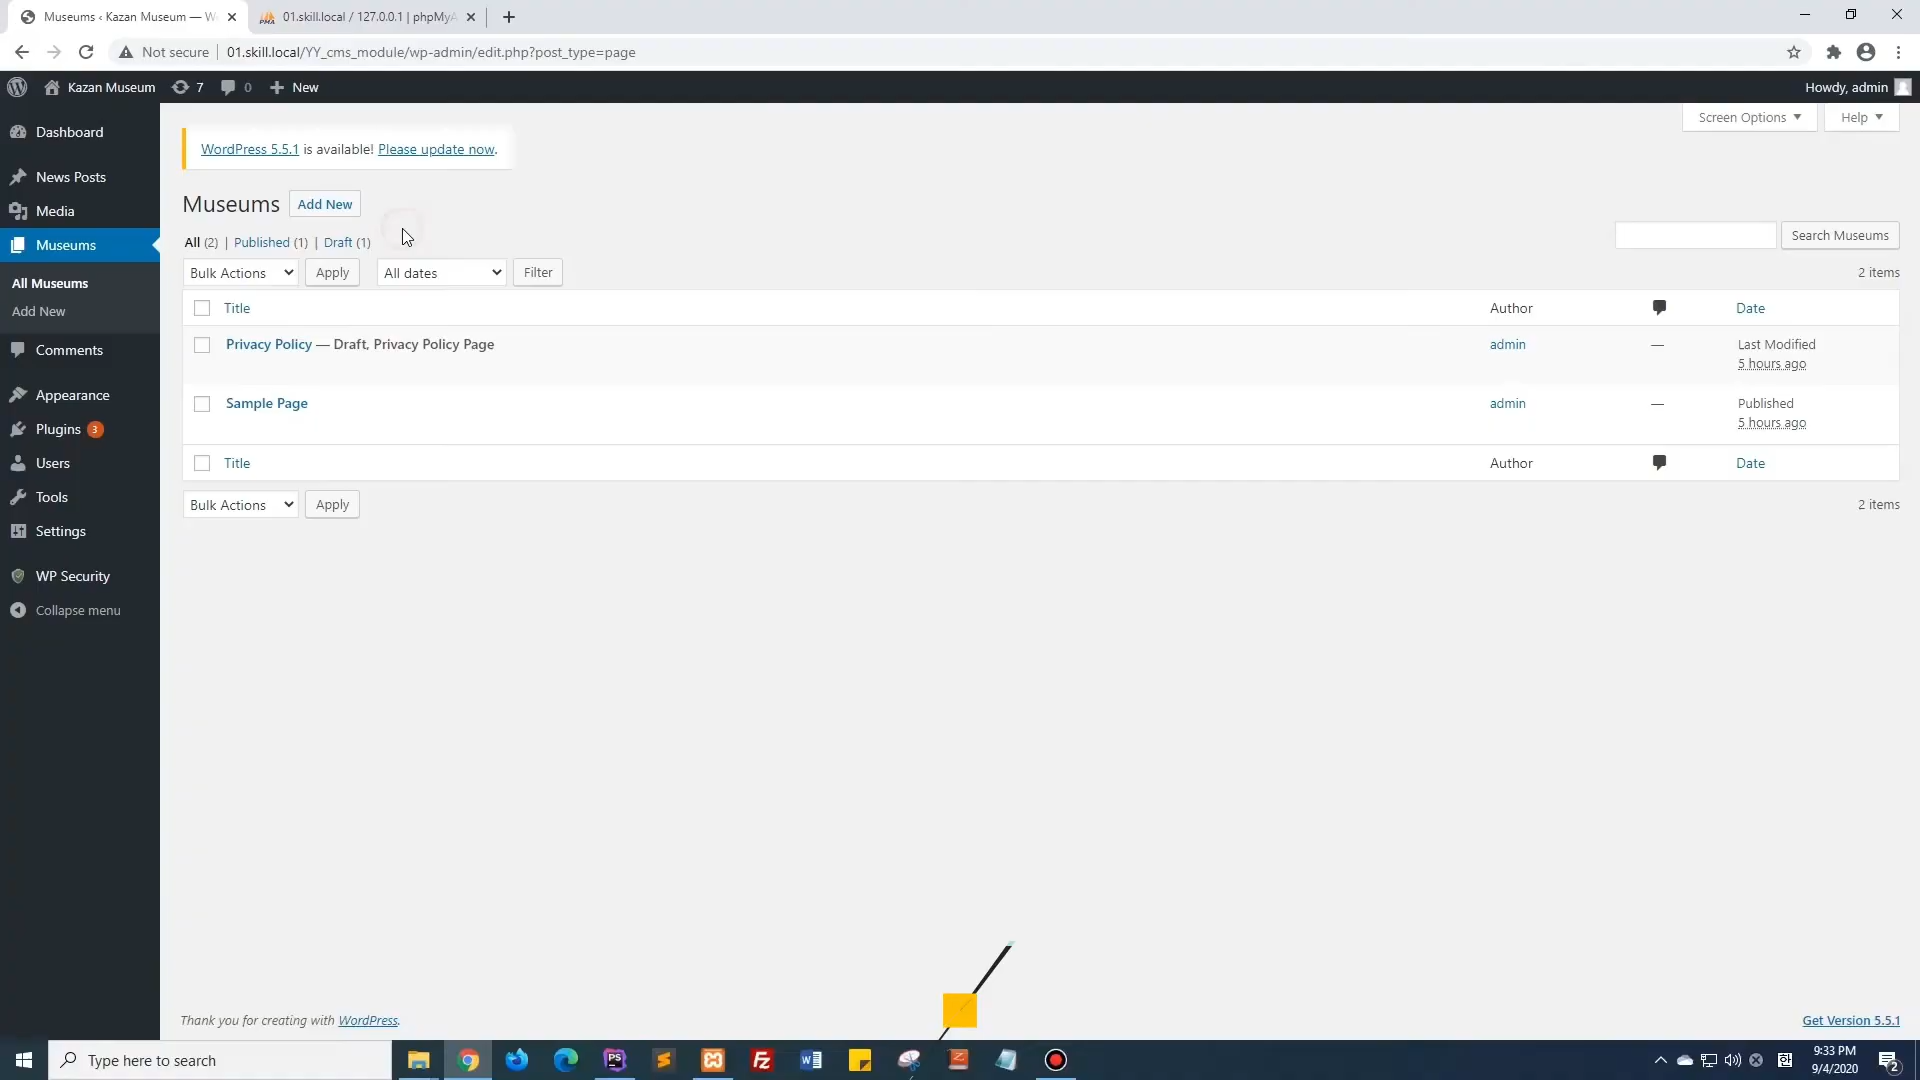 Museums ‹ Kazan Museum — W
01.skill.local / 127.0.0.1 | phpMyA
Not secure
01.skill.local/YY_cms_module/wp-admin/edit.php?post_type=page
Kazan Museum
7
0
New
Howdy, admin
Screen Options
Help
Dashboard
News Posts
Media
Museums
All Museums
Add New
Comments
Appearance
Plugins 3
Users
Tools
Settings
WP Security
Collapse menu
WordPress 5.5.1 is available! Please update now.
Museums
Add New
All (2) | Published (1) | Draft (1)
Search Museums
Bulk Actions
Apply
All dates
Filter
2 items
Title
Author
Date
Privacy Policy — Draft, Privacy Policy Page
admin
—
Last Modified
5 hours ago
Sample Page
admin
—
Published
5 hours ago
Title
Author
Date
Bulk Actions
Apply
2 items
Thank you for creating with WordPress.
Get Version 5.5.1
Type here to search
9:33 PM
9/4/2020
2